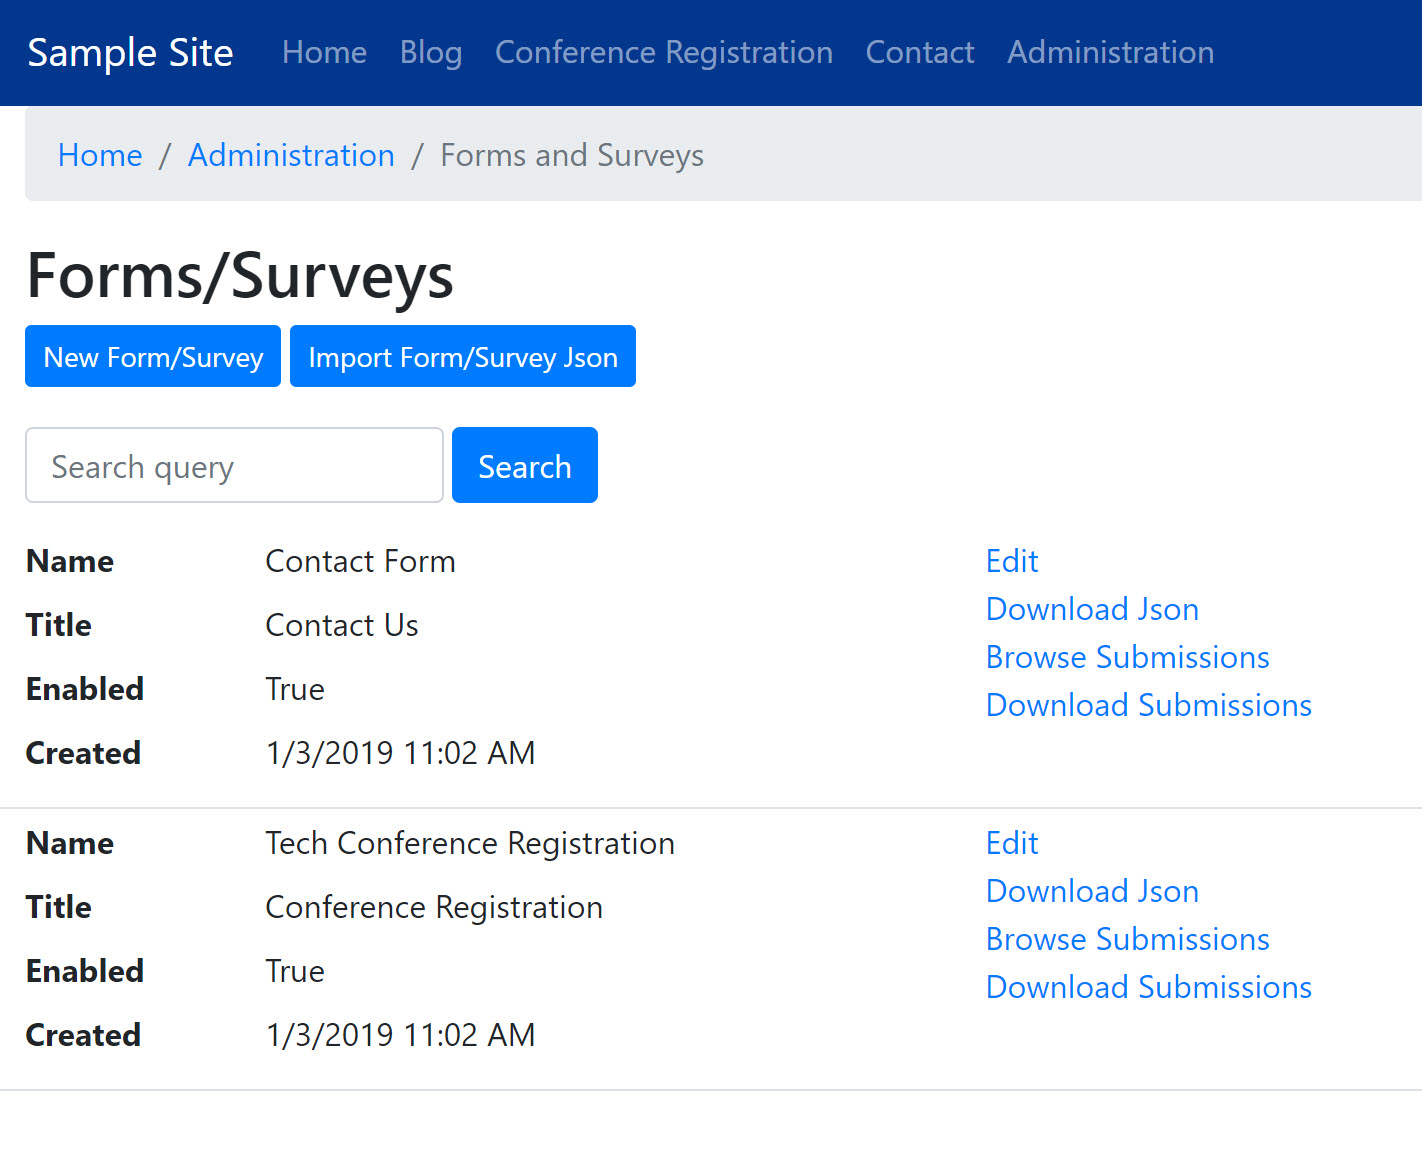 Sample Site Home Blog Conference Registration Contact Administration
Home / Administration / Forms and Surveys
Forms/Surveys
New Form/Survey Import Form/Survey Json
Search query Search
Name Contact Form Edit
Download Json
Title Contact Us
Browse Submissions
Enabled True
Download Submissions
Created 1/3/2019 11:02 AM
Name Tech Conference Registration Edit
Download Json
Title Conference Registration
Browse Submissions
Enabled True
Download Submissions
Created 1/3/2019 11:02 AM